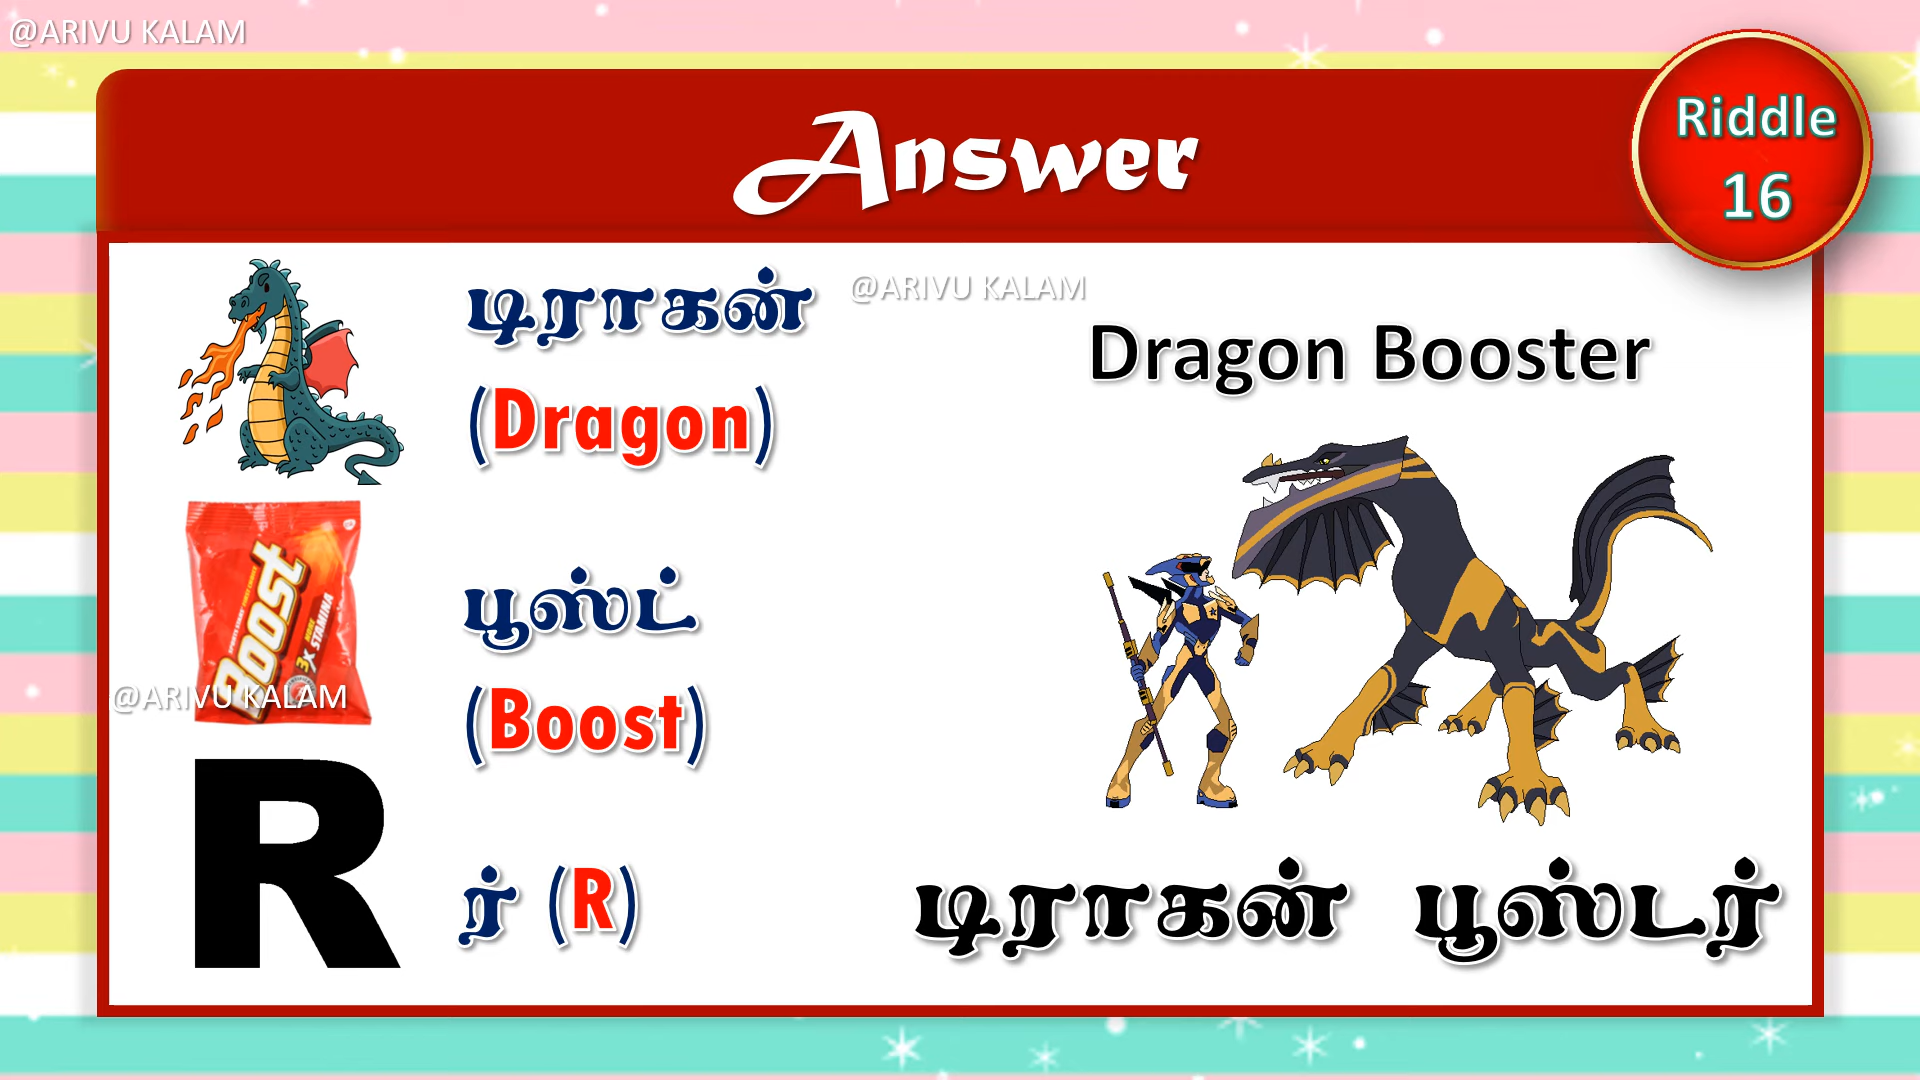 @ARIVU KALAM
Answer
Riddle
16
டிராகன்
(Dragon)
@ARIVU KALAM
Dragon Booster
Boost
3X
STAMINA
@ARIVU KALAM
பூஸ்ட்
(Boost)
R
ர் (R)
டிராகன் பூஸ்டர்